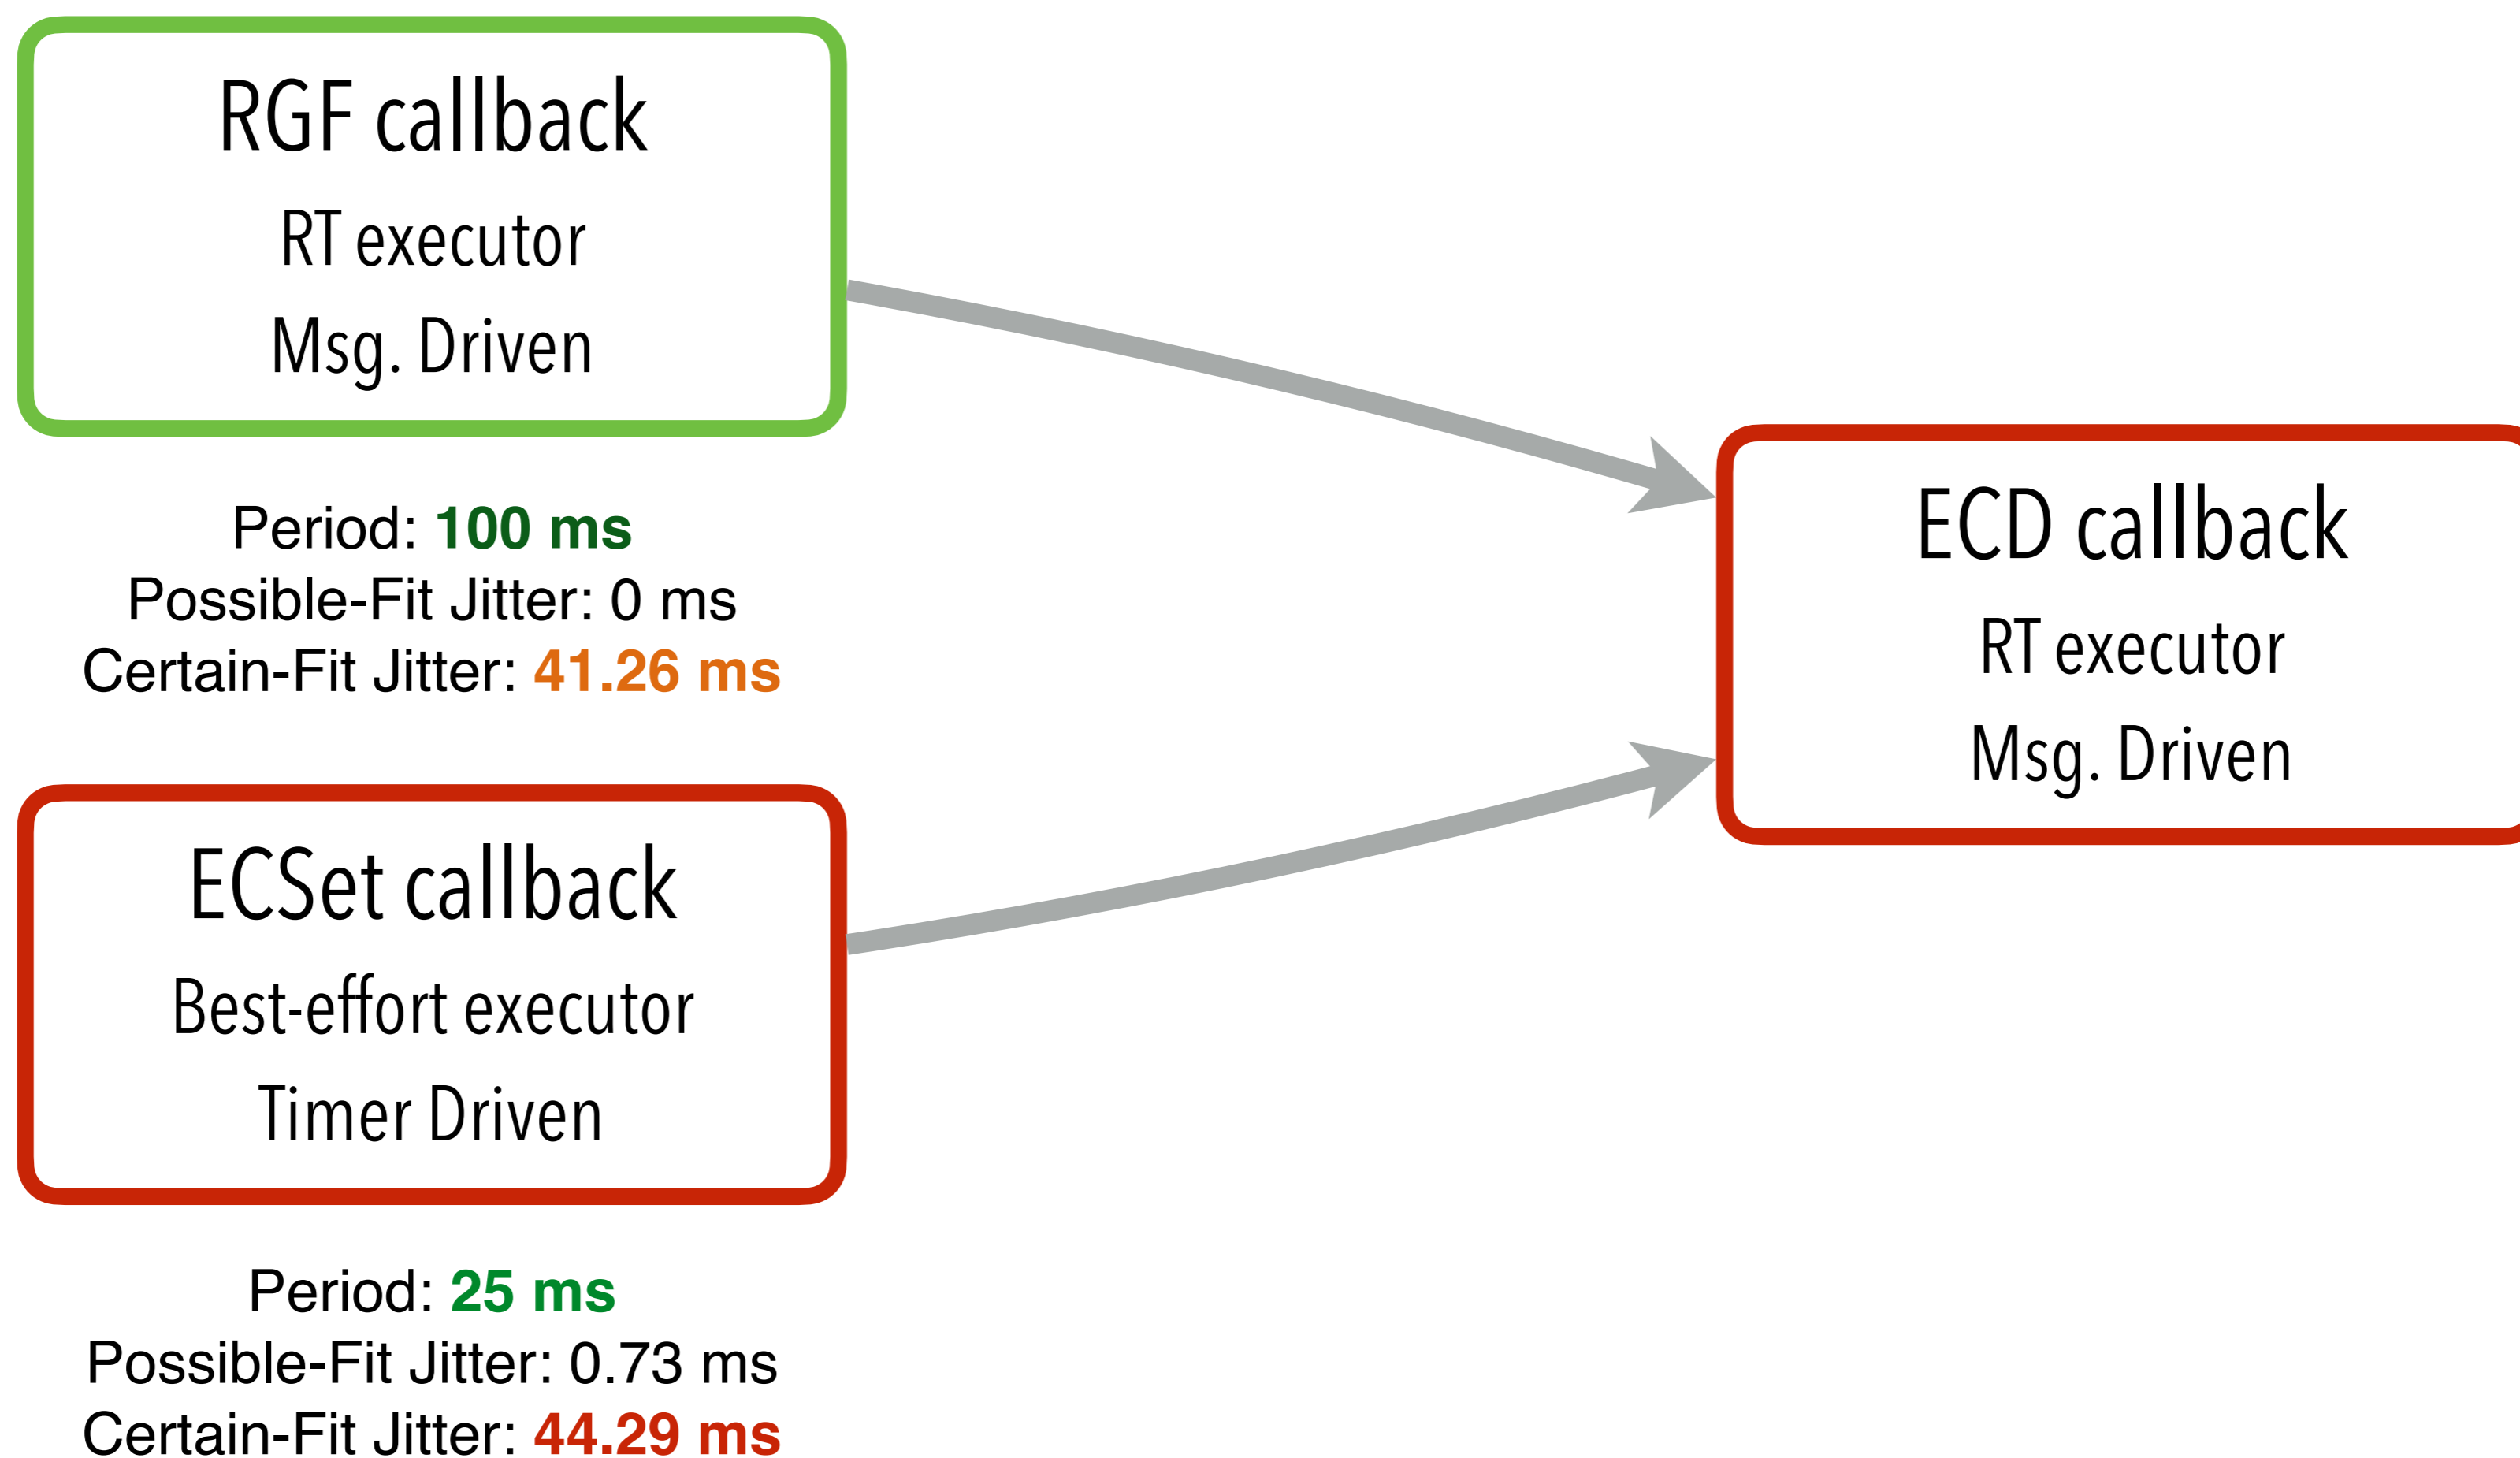 RGF callback
RT executor
Msg. Driven
Period: 100 ms
Possible-Fit Jitter: 0 ms
Certain-Fit Jitter: 41.26 ms
ECSet callback
Best-effort executor
Timer Driven
Period: 25 ms
Possible-Fit Jitter: 0.73 ms
Certain-Fit Jitter: 44.29 ms
ECD callback
RT executor
Msg. Driven